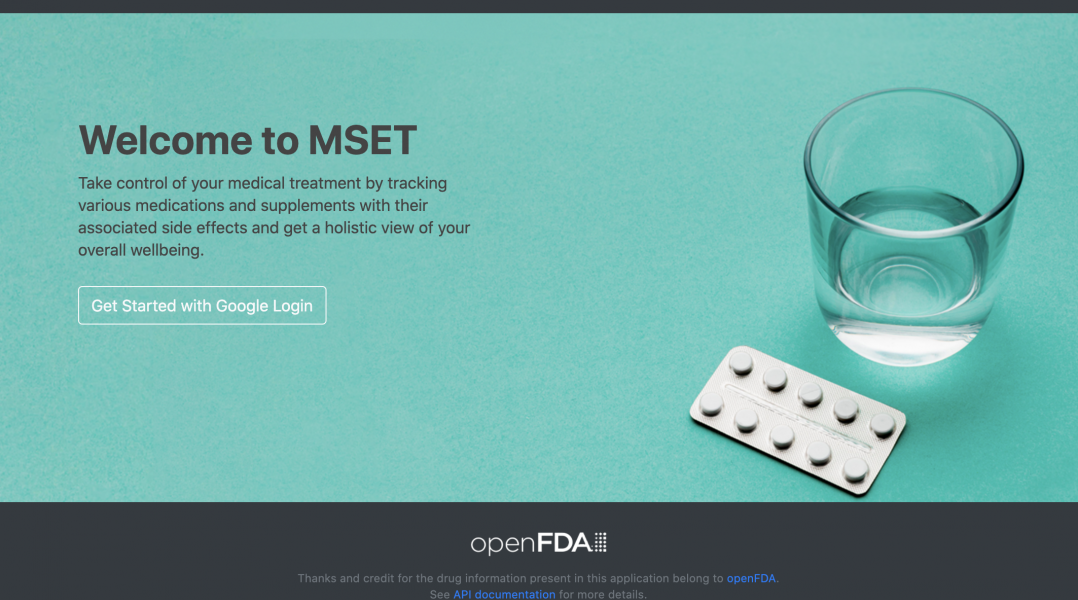 Welcome to MSET
Take control of your medical treatment by tracking
various medications and supplements with their
associated side effects and get a holistic view of your
overall wellbeing.
Get Started with Google Login
openFDA
Thanks and credit for the drug information present in this application belong to openFDA.
See API documentation for more details.